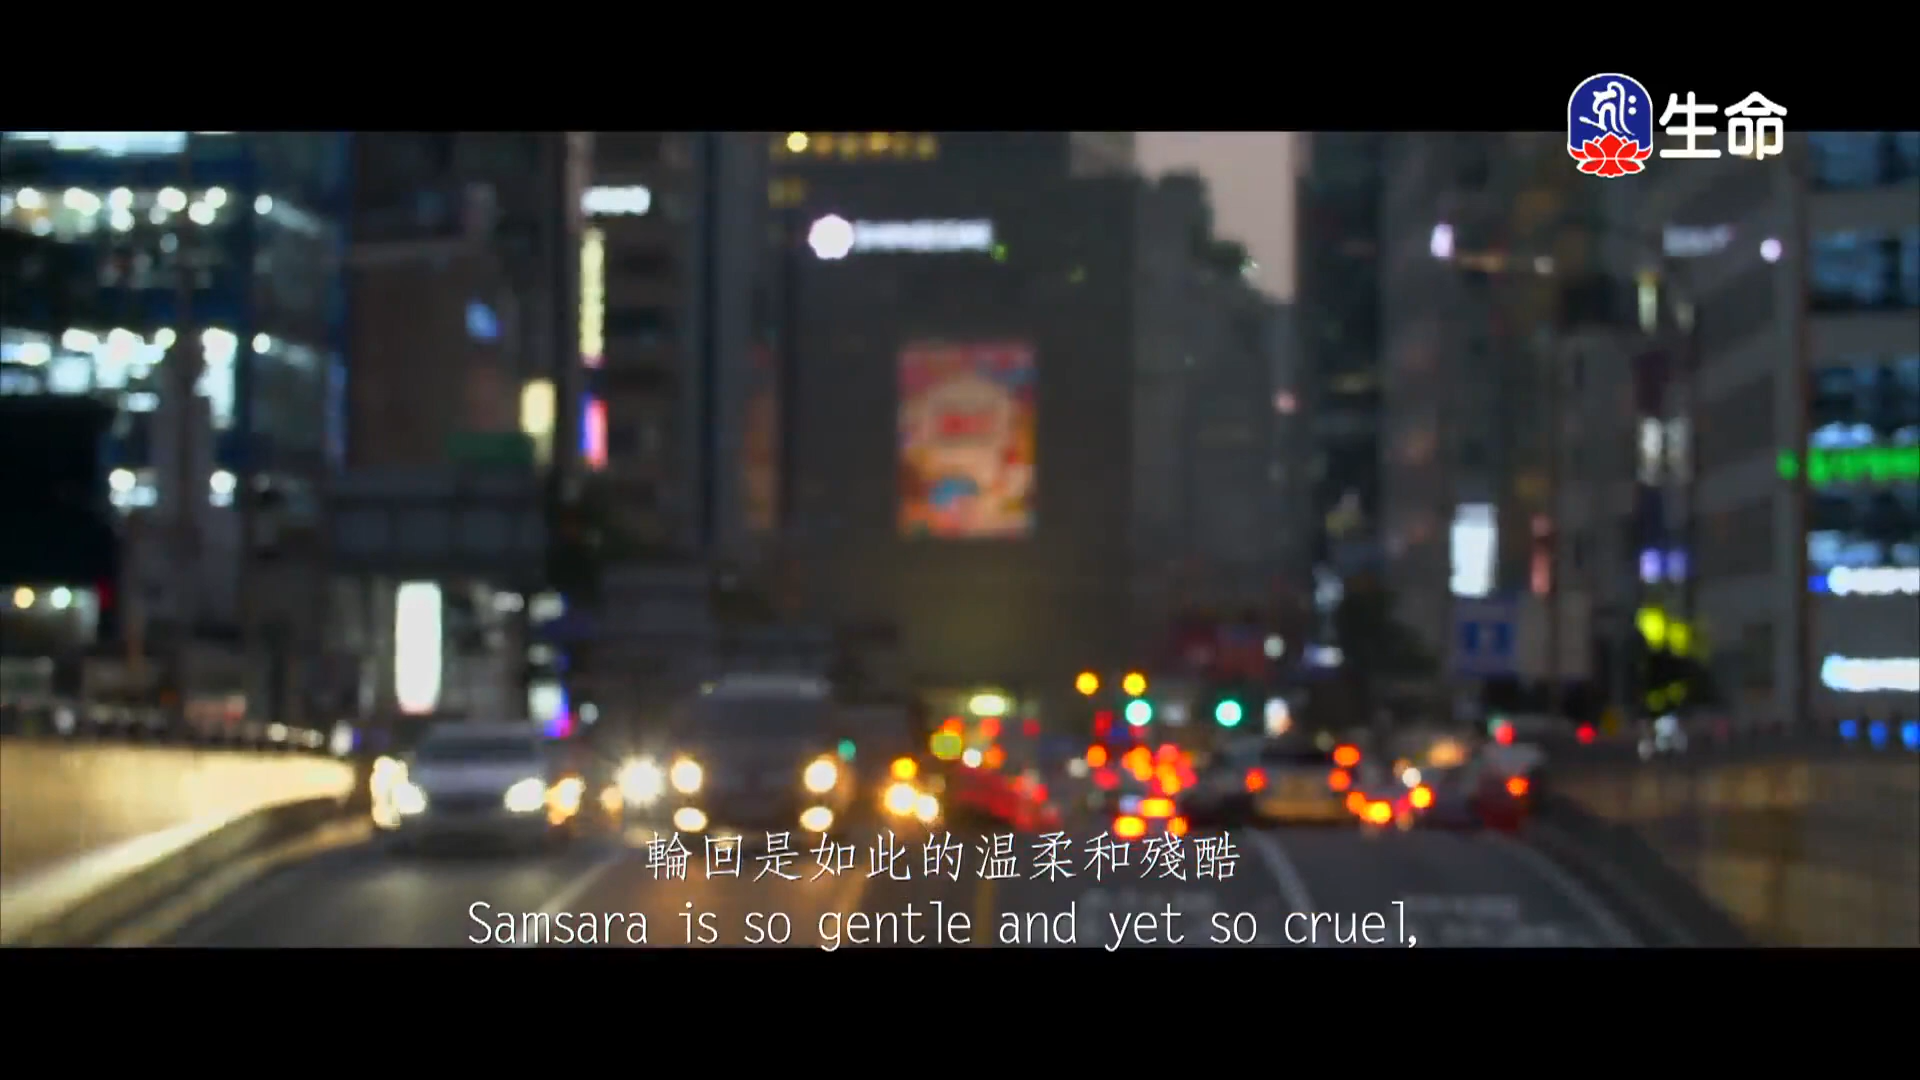 生命
輪回是如此的温柔和殘酷
Samsara is so gentle and yet so cruel,